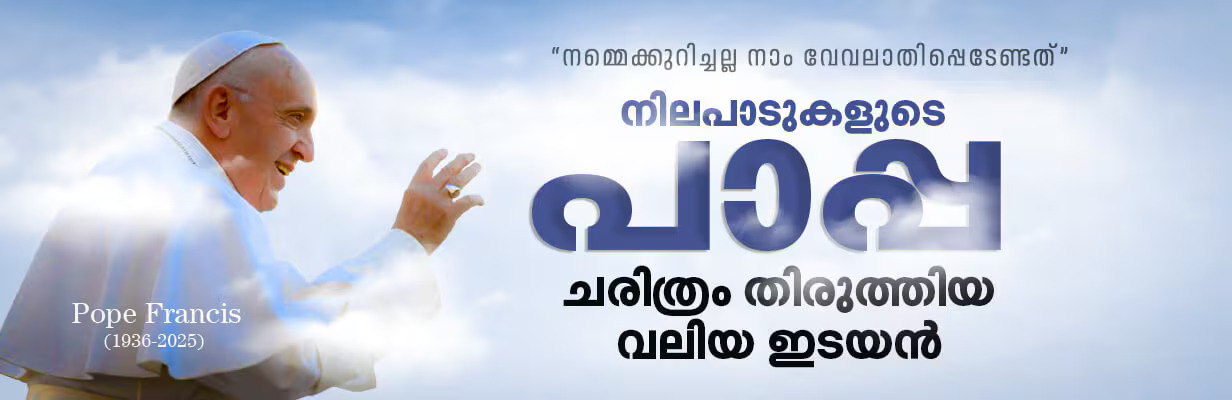 “നമ്മെക്കുറിച്ചല്ല നാം വേവലാതിപ്പെടേണ്ടത്”
നിലപാടുകളുടെ
പാപ്പ
ചരിത്രം തിരുത്തിയ
വലിയ ഇടയൻ
Pope Francis
(1936-2025)